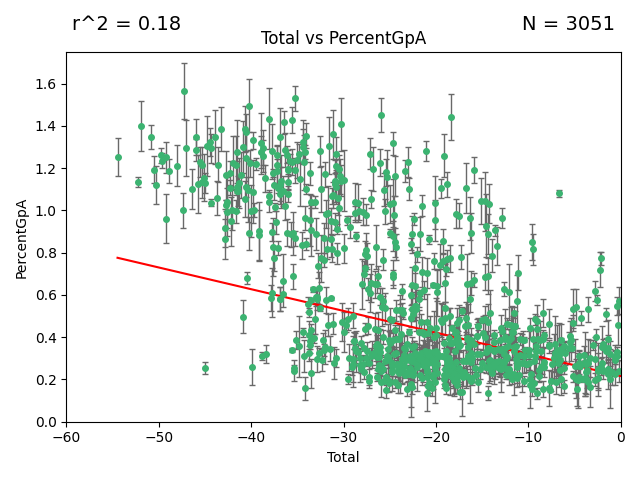 r^2 = 0.18
N = 3051
Total vs PercentGpA
PercentGpA
1.6
1.4
1.2
1.0
0.8
0.6
0.4
0.2
0.0
−60 −50 −40 −30 −20 −10 0
Total